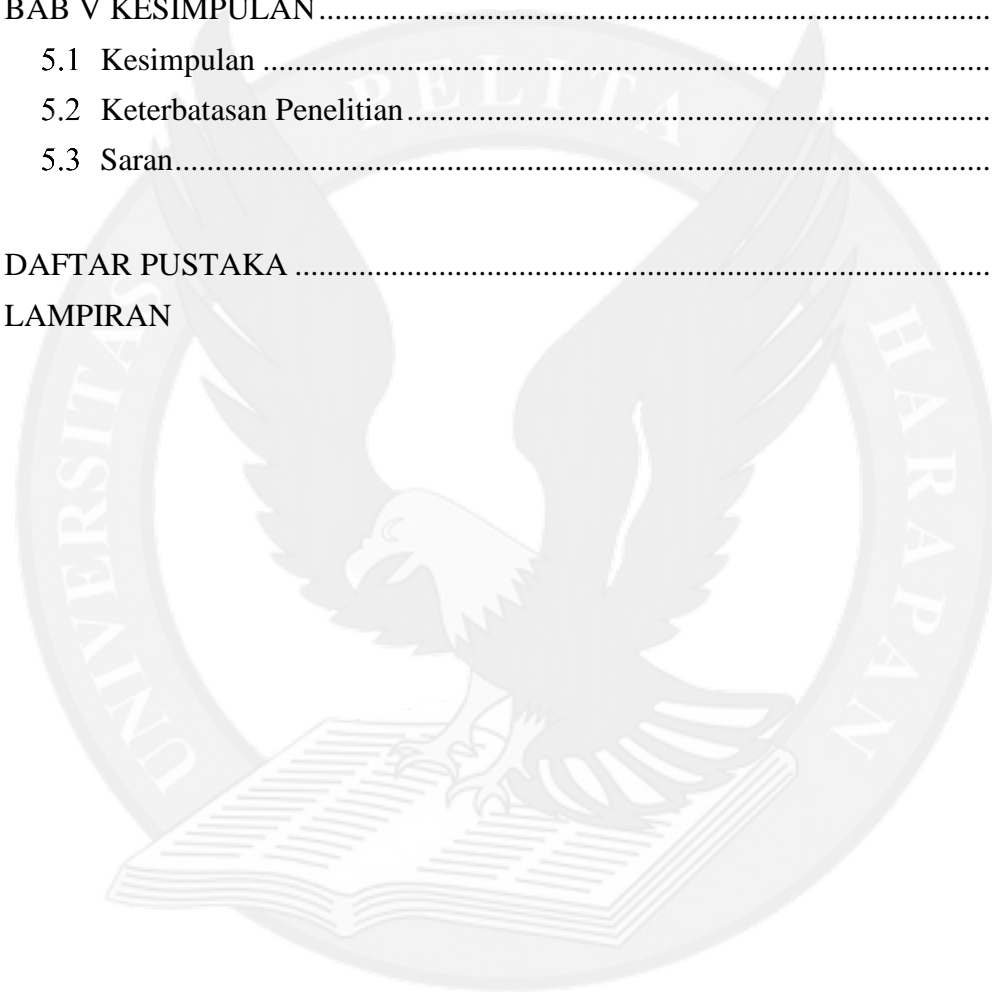 BAB V KESIMPULAN................................................................................
5.1 Kesimpulan ................................................................................
5.2 Keterbatasan Penelitian................................................................
5.3 Saran................................................................................
DAFTAR PUSTAKA ................................................................................
LAMPIRAN
UNIVERSITAS PELITA HARAPAN